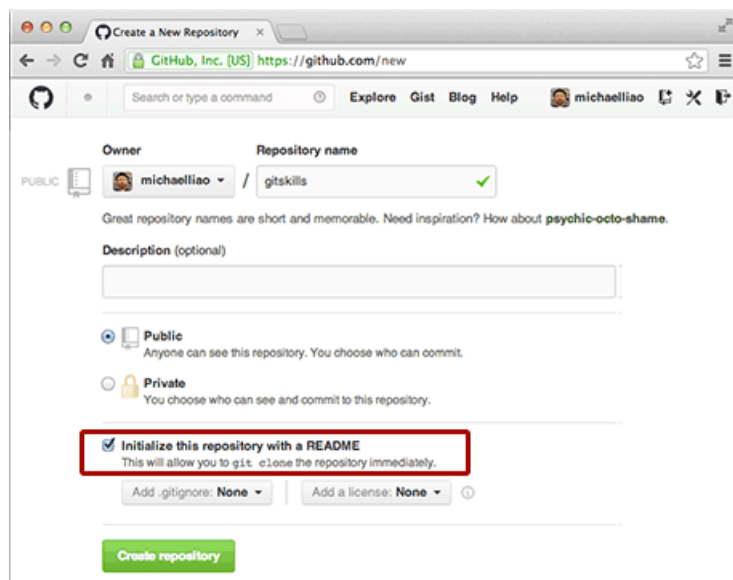 Create a New Repository
GitHub, Inc. [US] https://github.com/new
Search or type a command Explore Gist Blog Help michaelliao
Owner Repository name
PUBLIC michaelliao / gitskills
Great repository names are short and memorable. Need inspiration? How about psychic-octo-shame.
Description (optional)
Public
Anyone can see this repository. You choose who can commit.
Private
You choose who can see and commit to this repository.
Initialize this repository with a README
This will allow you to git clone the repository immediately.
Add .gitignore: None Add a license: None
Create repository